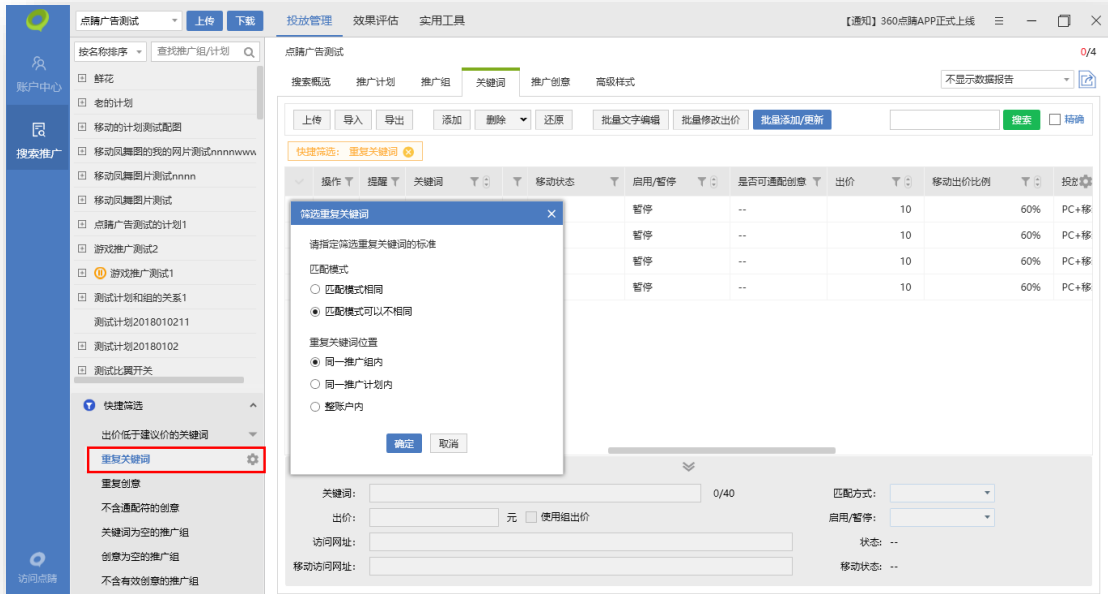 点睛广告测试 上传 下载 投放管理 效果评估 实用工具 【通知】360点睛APP正式上线
账户中心
搜索推广
访问点睛
按名称排序 查找推广组/计划
鲜花
老的计划
移动的计划测试配图
移动凤舞图的我的网片测试nnnnwww
移动凤舞图片测试nnnn
移动凤舞图片测试
点睛广告测试的计划1
游戏推广测试2
游戏推广测试1
测试计划和组的关系1
测试计划2018010211
测试计划20180102
测试比翼开关
快捷筛选
出价低于建议价的关键词
重复关键词
重复创意
不含通配符的创意
关键词为空的推广组
创意为空的推广组
不含有效创意的推广组
点睛广告测试 0/4
搜索概览 推广计划 推广组 关键词 推广创意 高级样式 不显示数据报告
上传 导入 导出 添加 删除 还原 批量文字编辑 批量修改出价 批量添加/更新 搜索 精确
快捷筛选: 重复关键词
操作 提醒 关键词 移动状态 启用/暂停 是否可通配创意 出价 移动出价比例 投放
暂停 -- 10 60% PC+移
暂停 -- 10 60% PC+移
暂停 -- 10 60% PC+移
暂停 -- 10 60% PC+移
筛选重复关键词
请指定筛选重复关键词的标准
匹配模式
匹配模式相同
匹配模式可以不相同
重复关键词位置
同一推广组内
同一推广计划内
整账户内
确定 取消
关键词: 0/40 匹配方式:
出价: 元 使用组出价 启用/暂停:
访问网址: 状态: --
移动访问网址: 移动状态: --